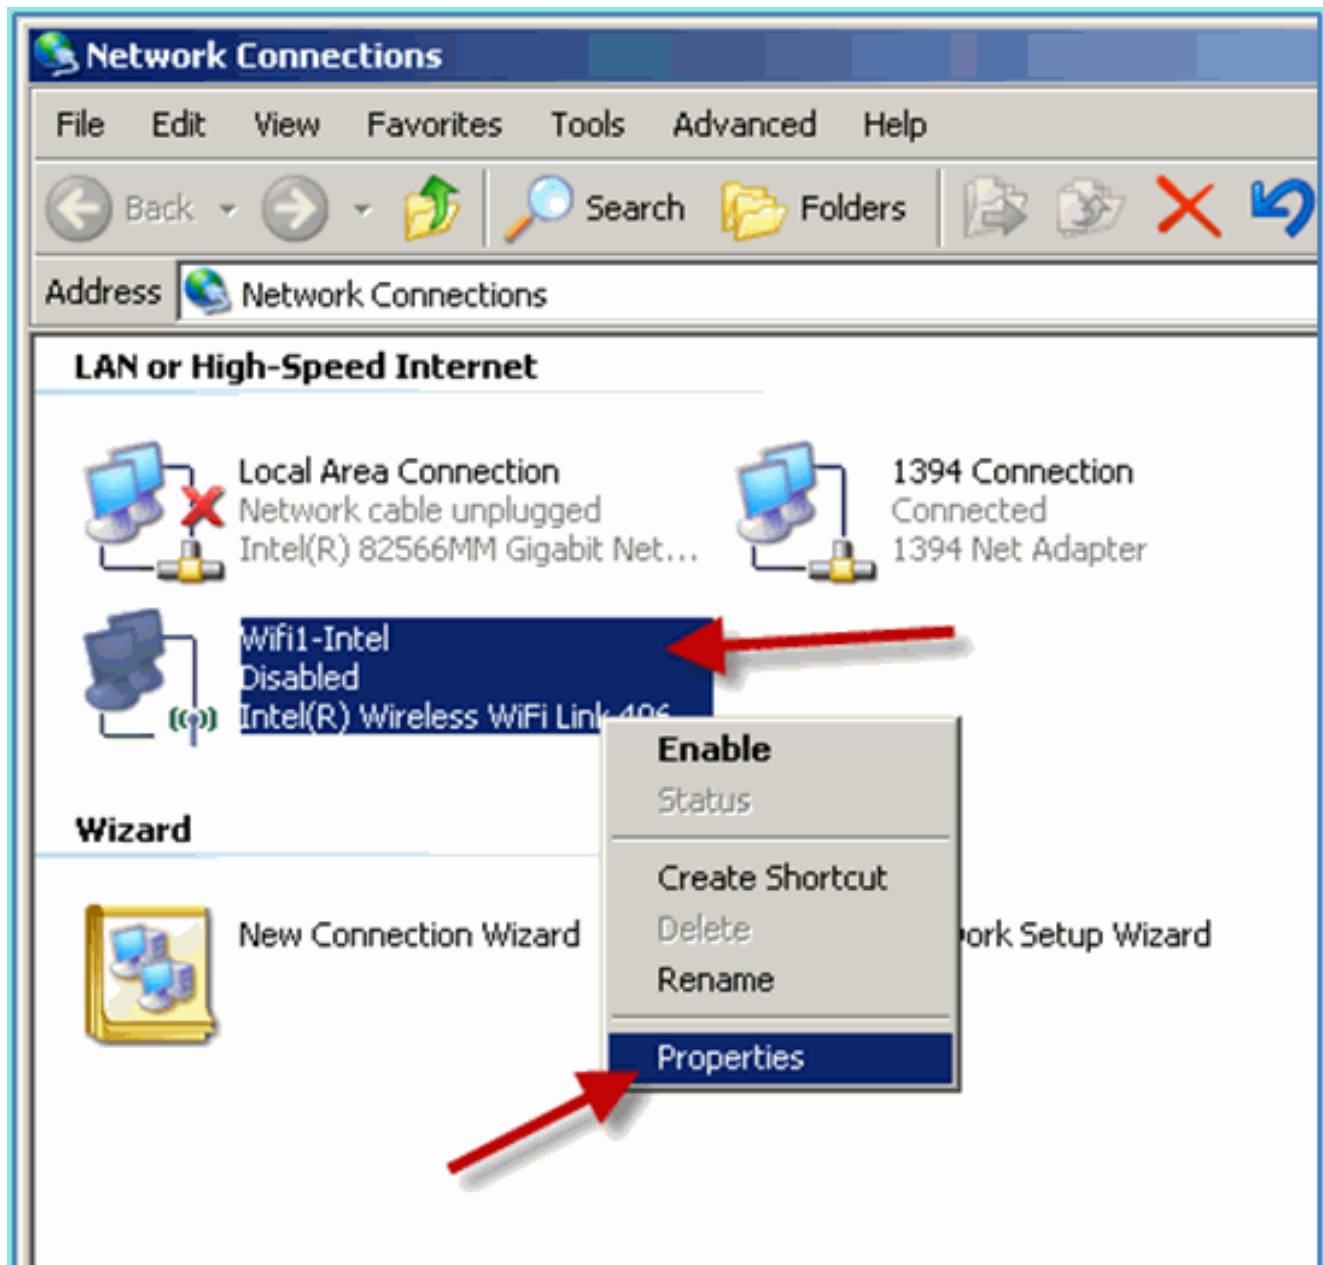 Network Connections
File Edit View Favorites Tools Advanced Help
Back Search Folders
Address Network Connections
LAN or High-Speed Internet
Local Area Connection
Network cable unplugged
Intel(R) 82566MM Gigabit Net...
1394 Connection
Connected
1394 Net Adapter
Wifi1-Intel
Disabled
Intel(R) Wireless WiFi Link
Enable
Status
Create Shortcut
Delete
Rename
Properties
Wizard
New Connection Wizard
Setup Wizard